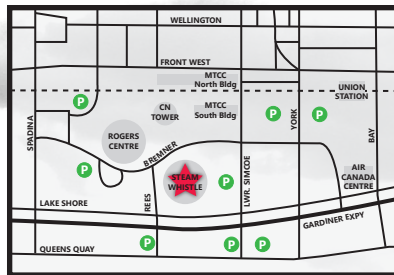 WELLINGTON
FRONT WEST
MTCC
North Bldg
UNION
STATION
P
CN
TOWER
MTCC
South Bldg
P
P
SPADINA
ROGERS
CENTRE
YORK
BAY
BREMNER
P
STEAM
WHISTLE
P
LWR. SIMCOE
AIR
CANADA
CENTRE
REES
LAKE SHORE
GARDINER EXPY
QUEENS QUAY
P
P
P